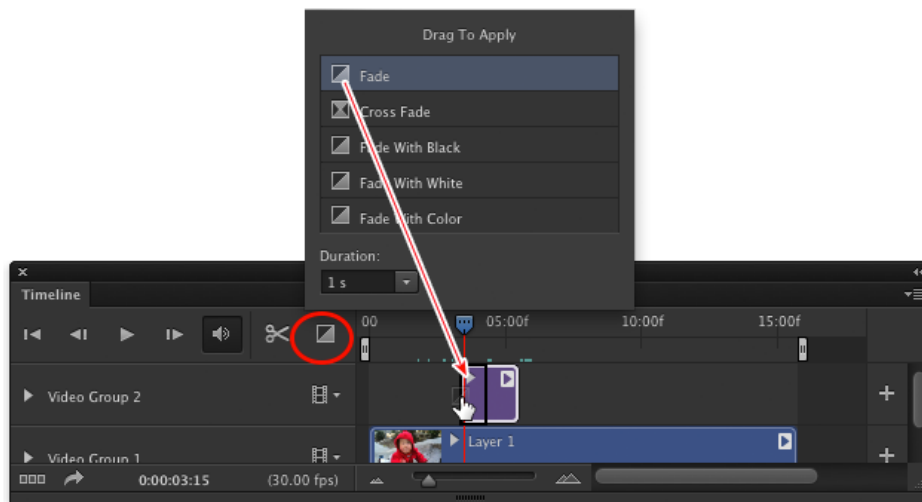 Drag To Apply
Fade
Cross Fade
Fade With Black
Fade With White
Fade With Color
Duration:
1 s
Timeline
00 05:00f 10:00f 15:00f
Video Group 2
Layer 1
Video Group 1
0:00:03:15 (30.00 fps)